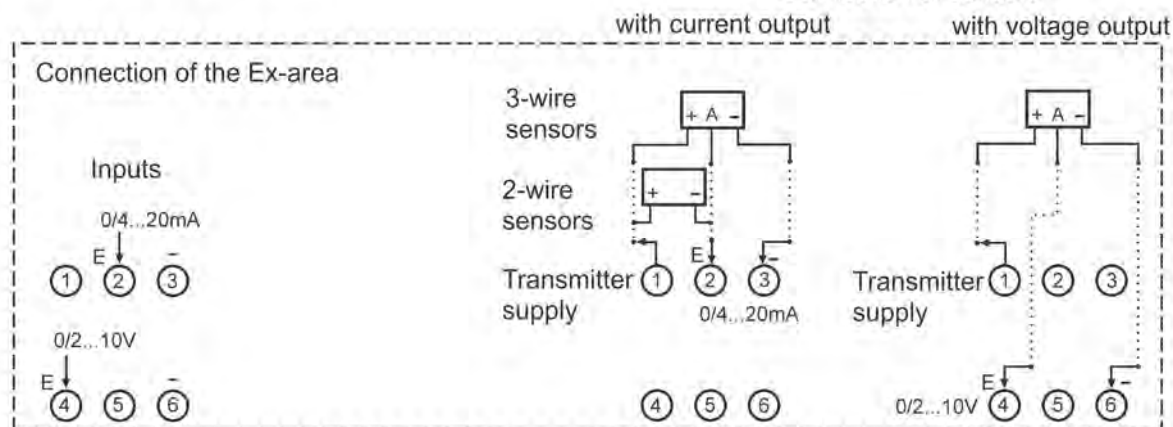 with current output with voltage output
Connection of the Ex-area
3-wire
sensors
+ A -
+ A -
Inputs
2-wire
sensors
+ -
0/4...20mA
E -
1 2 3
Transmitter
supply
E -
1 2 3
0/4...20mA
Transmitter
supply
1 2 3
0/2...10V
E -
4 5 6
4 5 6
0/2...10V
E -
4 5 6